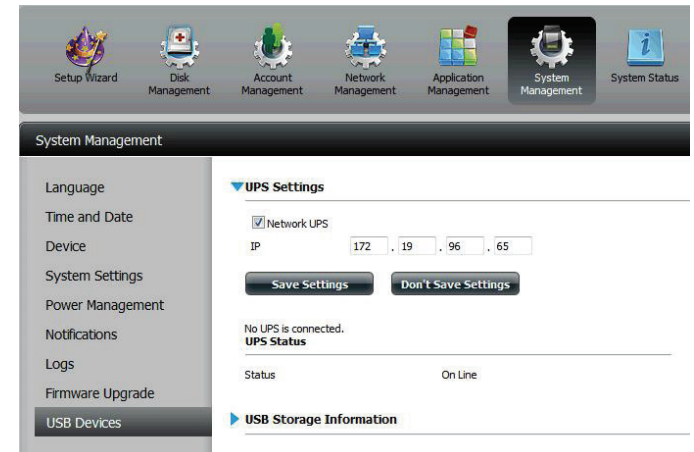 Setup Wizard
Disk Management
Account Management
Network Management
Application Management
System Management
System Status
System Management
Language
Time and Date
Device
System Settings
Power Management
Notifications
Logs
Firmware Upgrade
USB Devices
UPS Settings
Network UPS
IP 172 . 19 . 96 . 65
Save Settings Don't Save Settings
No UPS is connected.
UPS Status
Status On Line
USB Storage Information